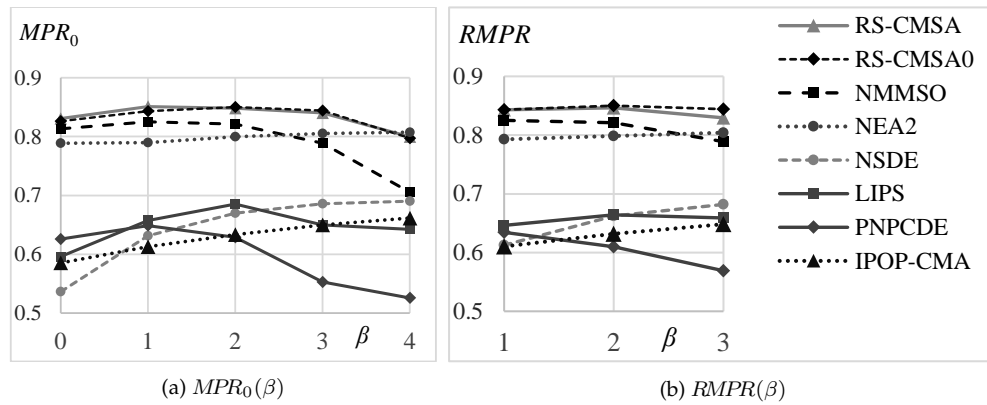 MPR₀
0.9
0.8
0.7
0.6
0.5
0 1 2 3 β 4
(a) MPR₀(β)
RMPR
0.9
0.8
0.7
0.6
0.5
1 2 β 3
(b) RMPR(β)
RS-CMSA
RS-CMSA0
NMMSO
NEA2
NSDE
LIPS
PNPCDE
IPOP-CMA